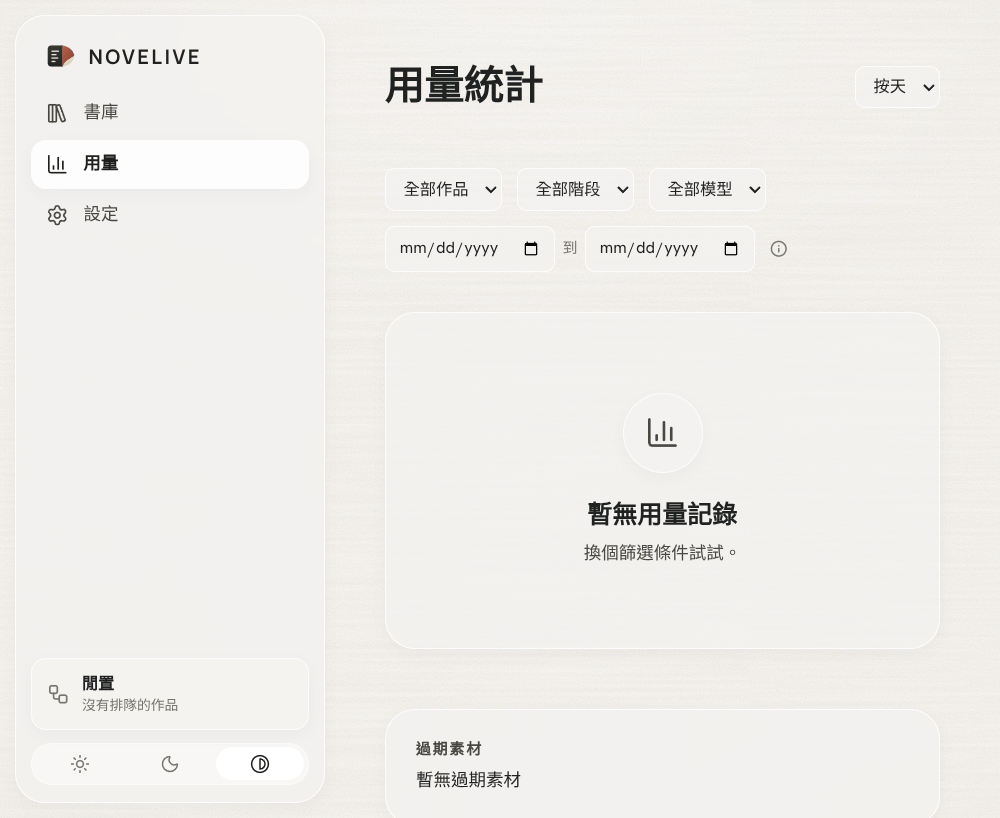 NOVELIVE
書庫
用量
設定
閒置
沒有排隊的作品
用量統計
按天
全部作品
全部階段
全部模型
mm/dd/yyyy
到
mm/dd/yyyy
暫無用量記錄
換個篩選條件試試。
過期素材
暫無過期素材